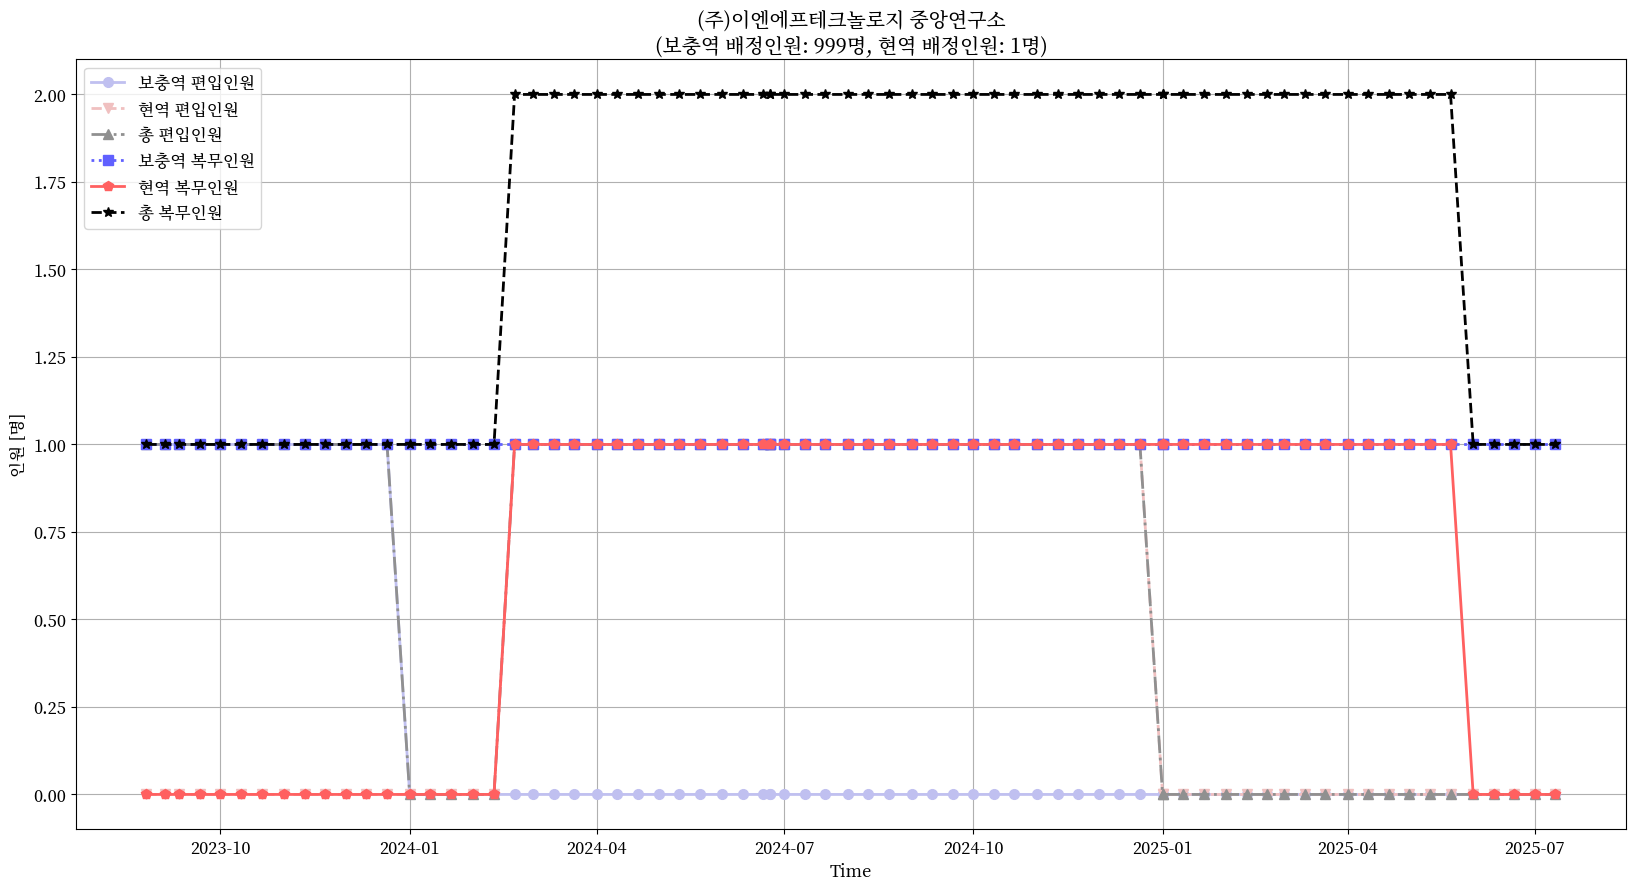 (주)이엔에프테크놀로지 중앙연구소
(보충역 배정인원: 999명, 현역 배정인원: 1명)
보충역 편입인원
현역 편입인원
총 편입인원
보충역 복무인원
현역 복무인원
총 복무인원
2.00
1.75
1.50
1.25
1.00
0.75
0.50
0.25
0.00
인원 [명]
2023-10 2024-01 2024-04 2024-07 2024-10 2025-01 2025-04 2025-07
Time